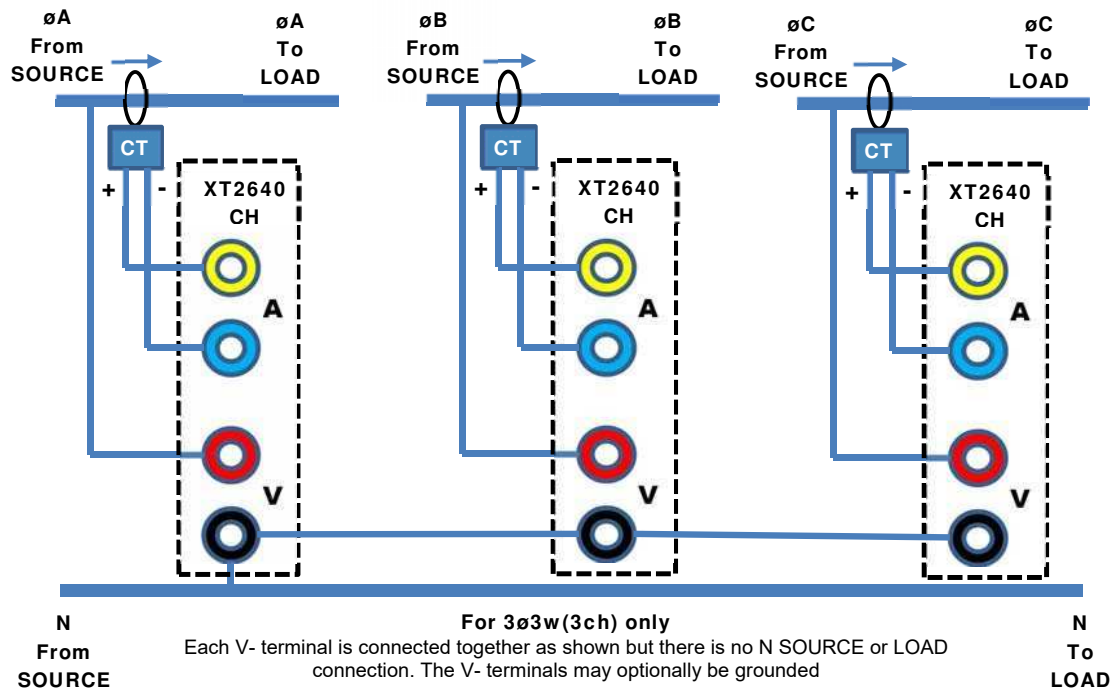 øA
From
SOURCE
øA
To
LOAD
øB
From
SOURCE
øB
To
LOAD
øC
From
SOURCE
øC
To
LOAD
CT
+ -
XT2640
CH
A
V
CT
+ -
XT2640
CH
A
V
CT
+ -
XT2640
CH
A
V
N
From
SOURCE
For 3ø3w(3ch) only
Each V- terminal is connected together as shown but there is no N SOURCE or LOAD
connection. The V- terminals may optionally be grounded
N
To
LOAD